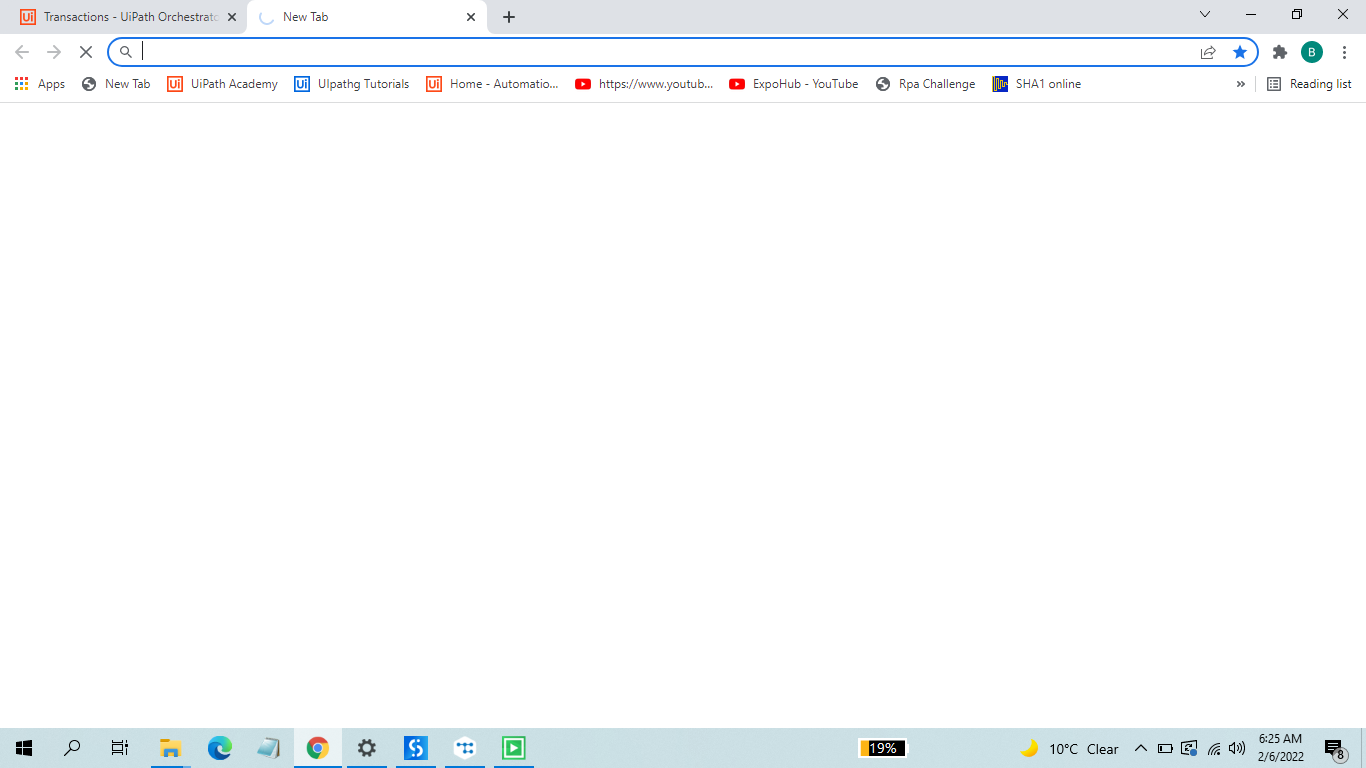 Transactions - UiPath Orchestrato
New Tab
Apps
New Tab
UiPath Academy
UIpathg Tutorials
Home - Automatio...
https://www.youtub...
ExpoHub - YouTube
Rpa Challenge
SHA1 online
»
Reading list
19%
10°C Clear
6:25 AM
2/6/2022
8